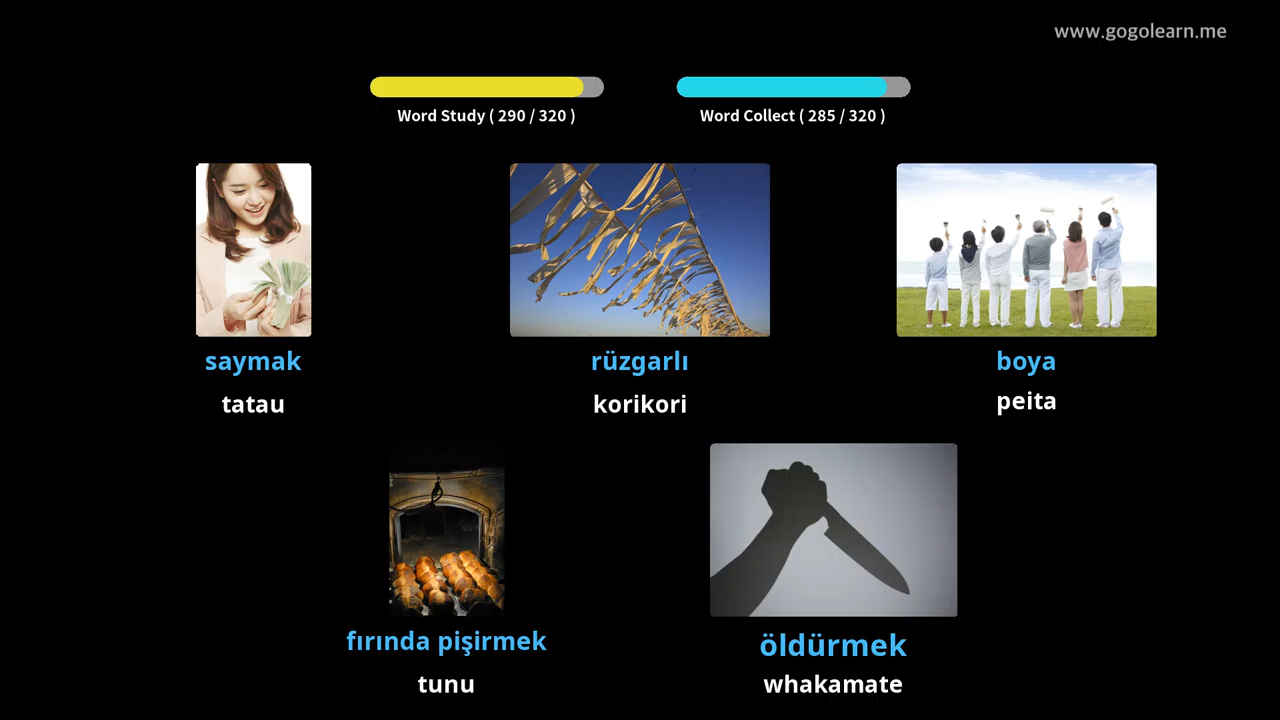 www.gogolearn.me
Word Study ( 290 / 320 )
Word Collect ( 285 / 320 )
saymak
tatau
rüzgarlı
korikori
boya
peita
fırında pişirmek
tunu
öldürmek
whakamate